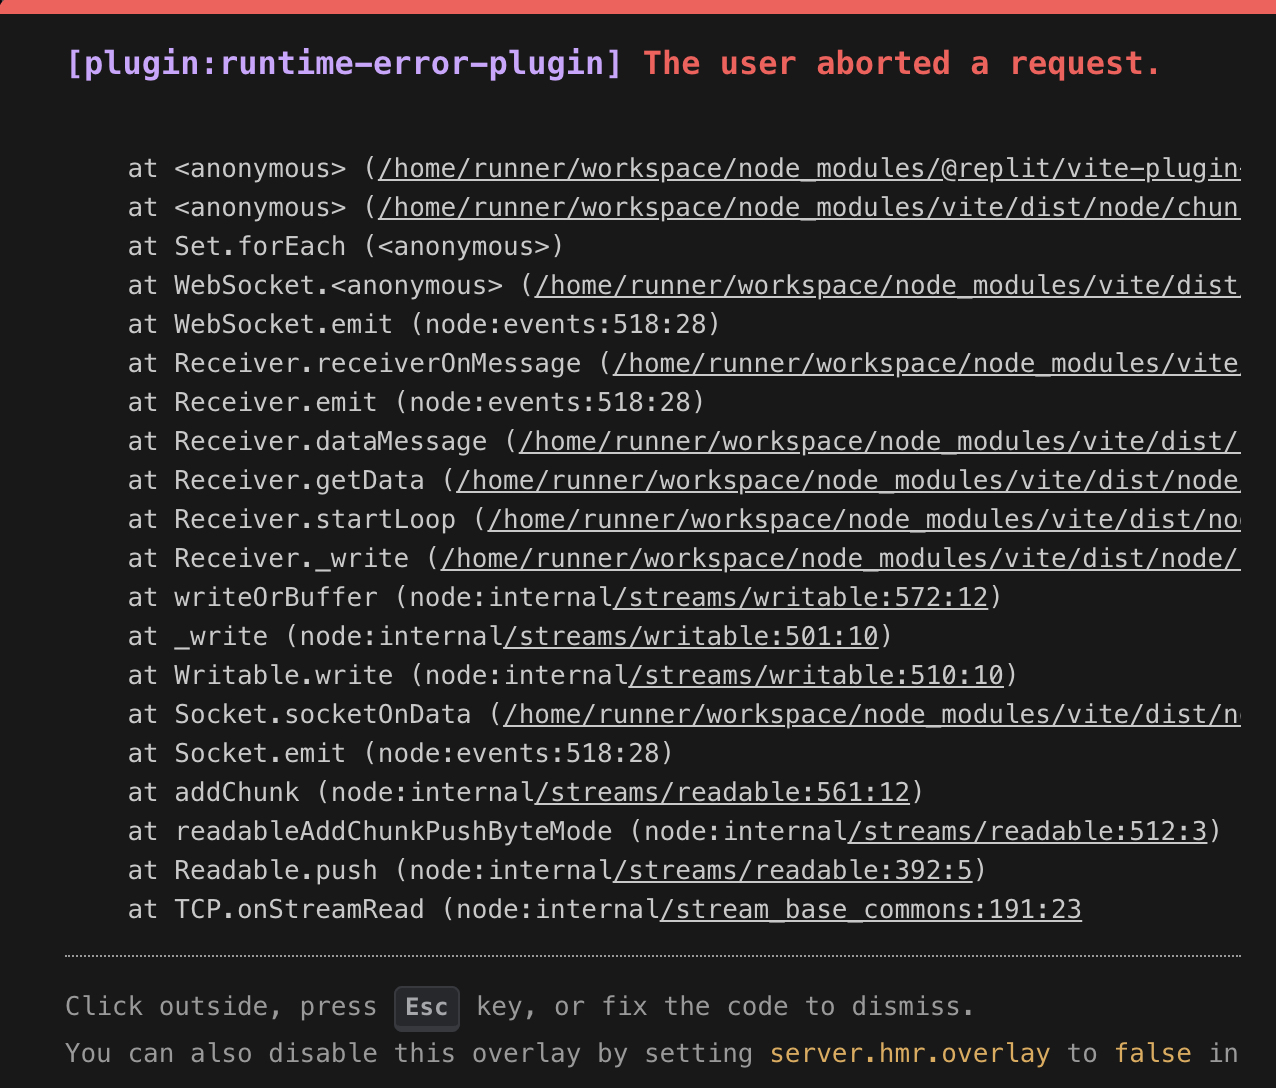 [plugin:runtime-error-plugin] The user aborted a request.
at <anonymous> (/home/runner/workspace/node_modules/@replit/vite-plugin-
at <anonymous> (/home/runner/workspace/node_modules/vite/dist/node/chun
at Set.forEach (<anonymous>)
at WebSocket.<anonymous> (/home/runner/workspace/node_modules/vite/dist
at WebSocket.emit (node:events:518:28)
at Receiver.receiverOnMessage (/home/runner/workspace/node_modules/vite
at Receiver.emit (node:events:518:28)
at Receiver.dataMessage (/home/runner/workspace/node_modules/vite/dist/
at Receiver.getData (/home/runner/workspace/node_modules/vite/dist/node
at Receiver.startLoop (/home/runner/workspace/node_modules/vite/dist/no
at Receiver._write (/home/runner/workspace/node_modules/vite/dist/node/
at writeOrBuffer (node:internal/streams/writable:572:12)
at _write (node:internal/streams/writable:501:10)
at Writable.write (node:internal/streams/writable:510:10)
at Socket.socketOnData (/home/runner/workspace/node_modules/vite/dist/n
at Socket.emit (node:events:518:28)
at addChunk (node:internal/streams/readable:561:12)
at readableAddChunkPushByteMode (node:internal/streams/readable:512:3)
at Readable.push (node:internal/streams/readable:392:5)
at TCP.onStreamRead (node:internal/stream_base_commons:191:23
Click outside, press Esc key, or fix the code to dismiss.
You can also disable this overlay by setting server.hmr.overlay to false in